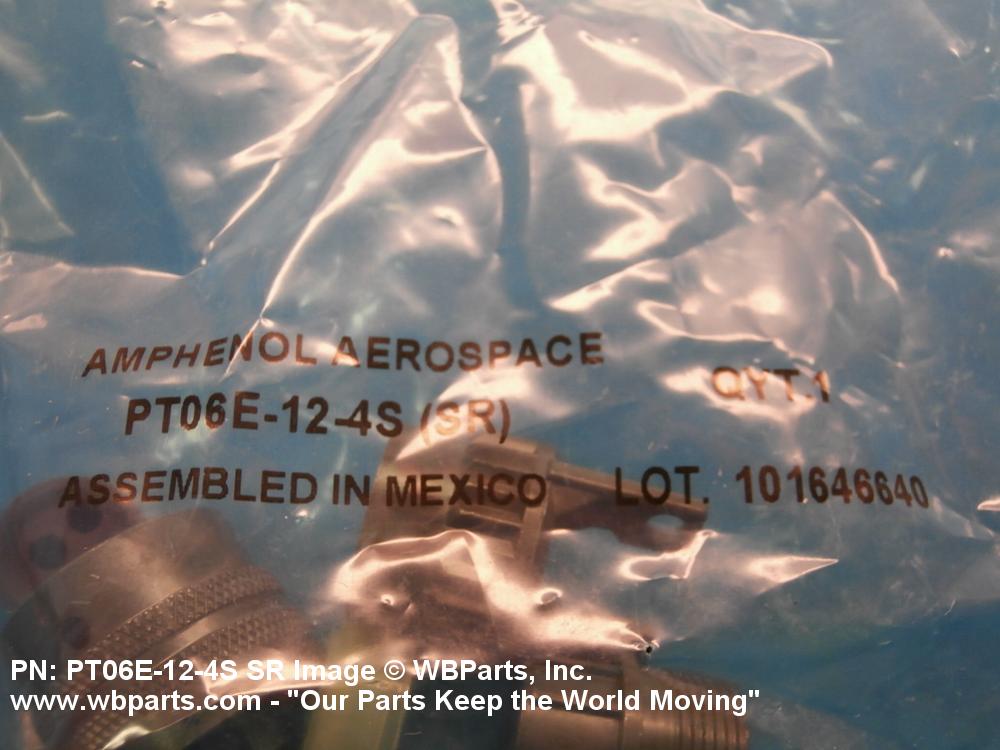 AMPHENOL AEROSPACE
QYT.1
PT06E-12-4S (SR)
ASSEMBLED IN MEXICO LOT. 101646640
PN: PT06E-12-4S SR Image © WBParts, Inc.
www.wbparts.com - "Our Parts Keep the World Moving"